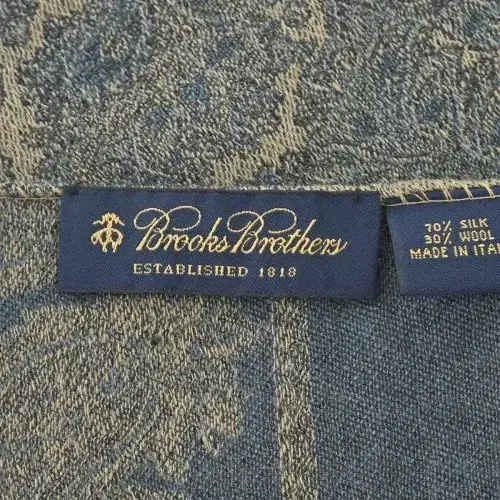 Brooks Brothers
ESTABLISHED 1818
70% SILK
30% WOOL
MADE IN ITAL